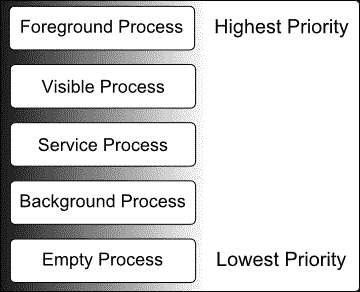 Foreground Process
Highest Priority
Visible Process
Service Process
Background Process
Empty Process
Lowest Priority